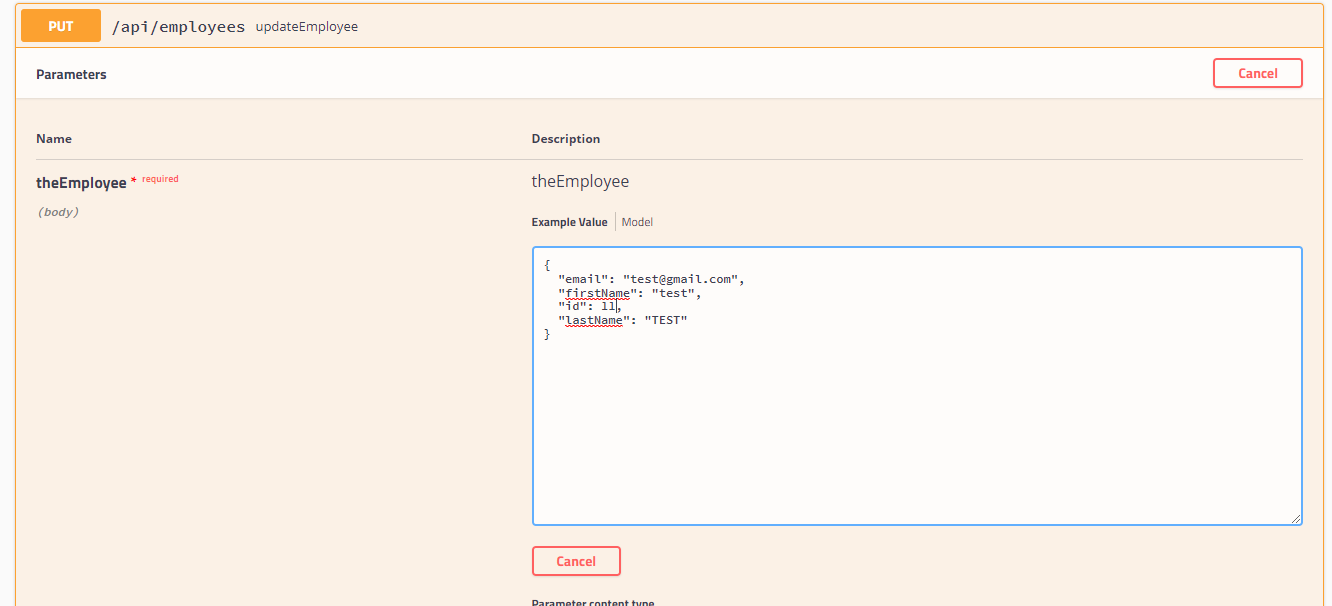 PUT /api/employees updateEmployee
Parameters
Cancel
Name Description
theEmployee * required
theEmployee
(body)
Example Value Model
{
"email": "test@gmail.com",
"firstName": "test",
"id": 11,
"lastName": "TEST"
}
Cancel
Parameter content type